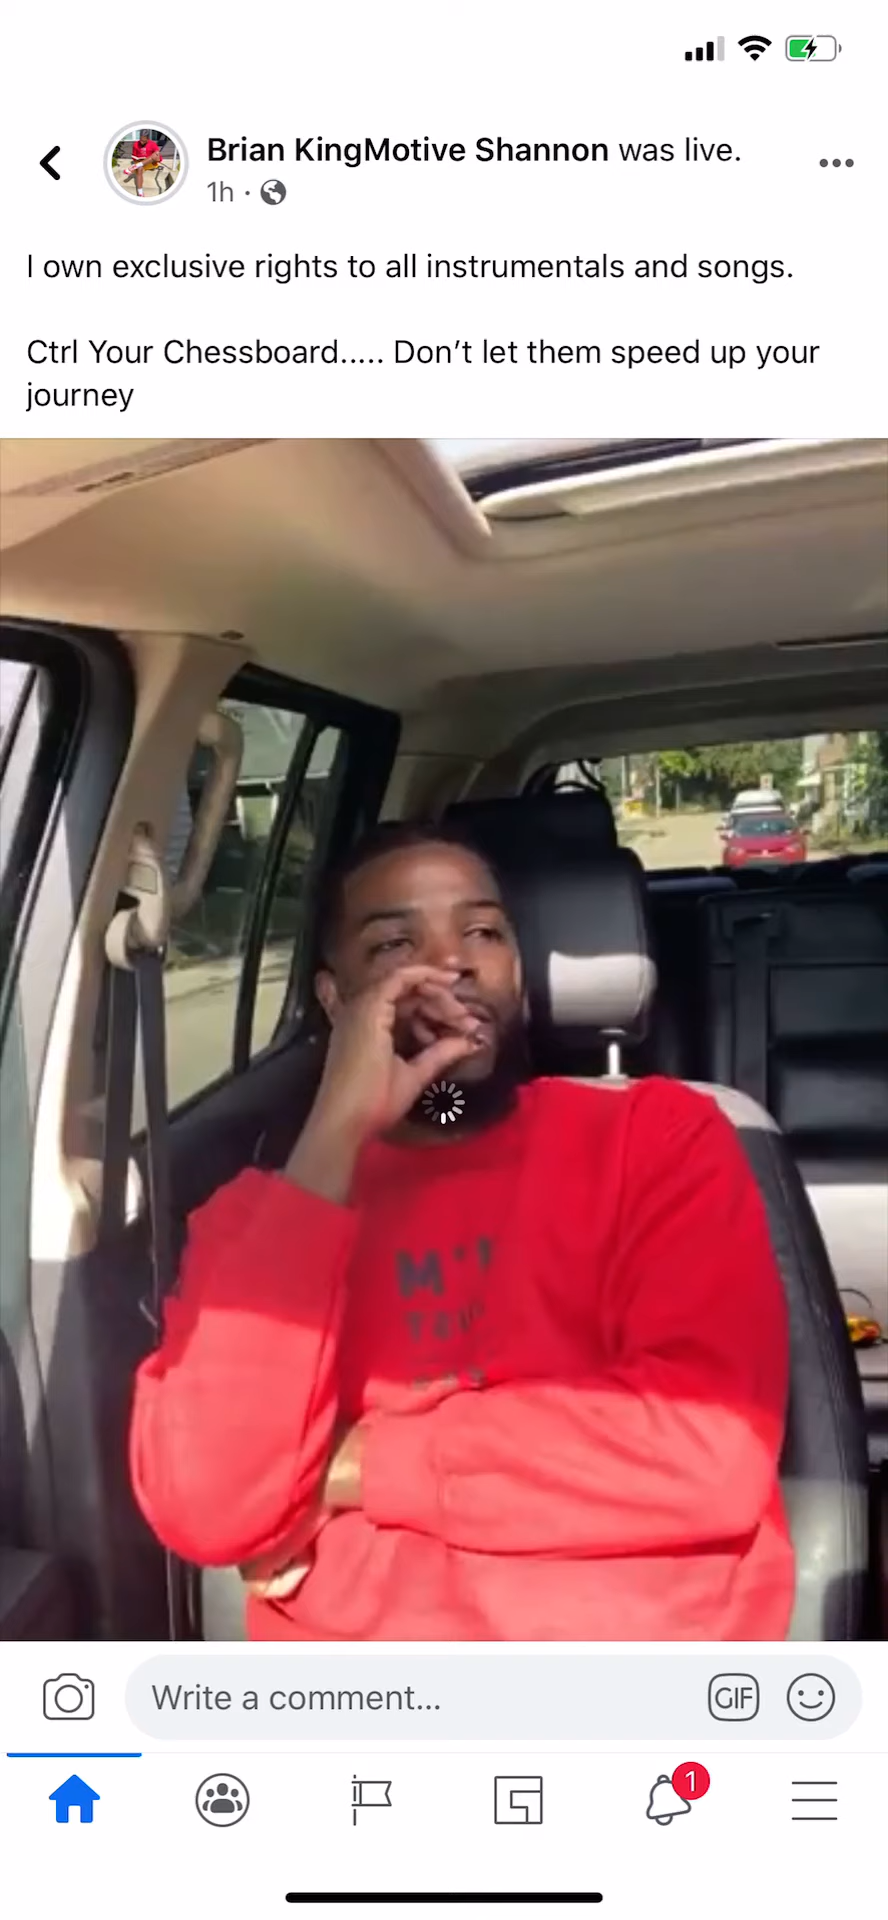 Brian KingMotive Shannon was live.
1h ·
I own exclusive rights to all instrumentals and songs.
Ctrl Your Chessboard..... Don't let them speed up your
journey
Write a comment...
GIF
1